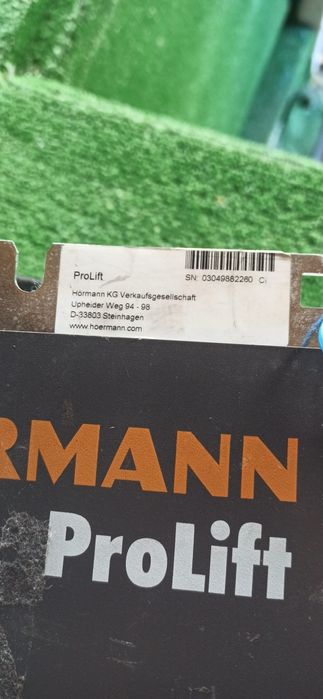 ProLift
SN: 03049882260 Ci
Hörmann KG Verkaufsgesellschaft
Upheider Weg 94 - 98
D-33803 Steinhagen
www.hoermann.com
RMANN
ProLift